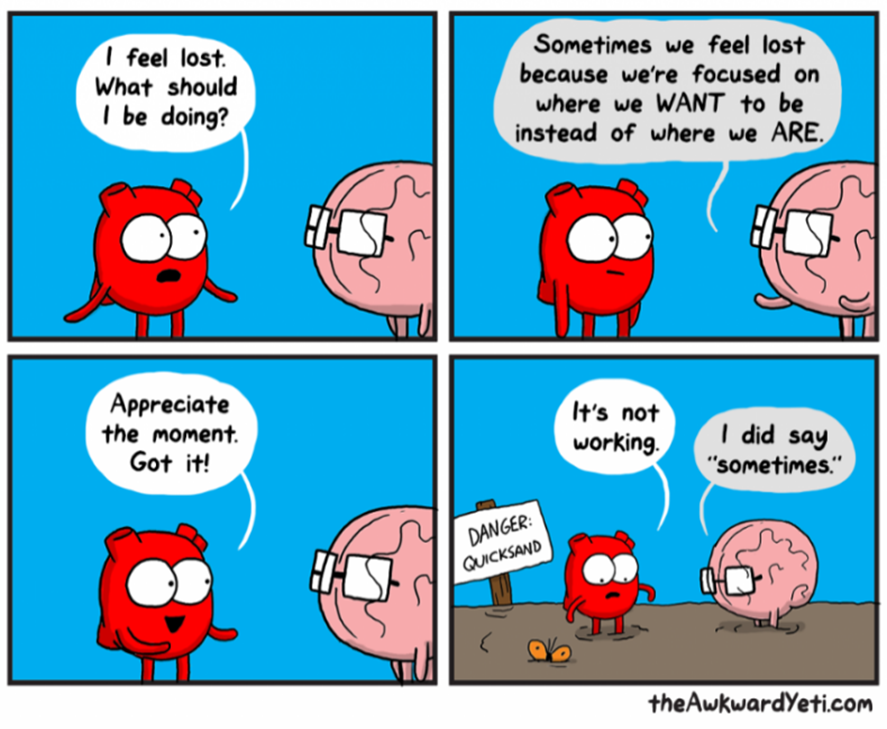 I feel lost.
What should
I be doing?
Sometimes we feel lost
because we're focused on
where we WANT to be
instead of where we ARE.
Appreciate
the moment.
Got it!
It's not
working.
I did say
"sometimes."
DANGER:
QUICKSAND
theAwkwardYeti.com